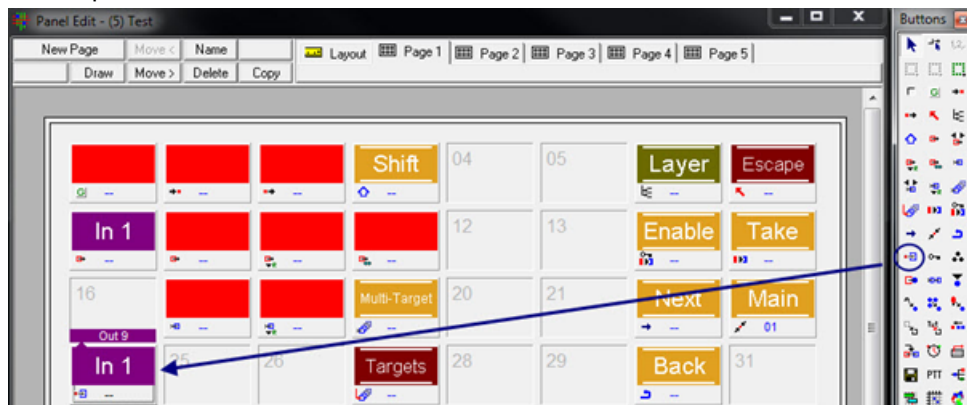 Panel Edit - (5) Test
Buttons
New Page Move < Name Layout Page 1 Page 2 Page 3 Page 4 Page 5
Draw Move > Delete Copy
1,2,
G
Shift 04 05 Layer Escape
G -- -- -- -- -- --
In 1 12 13 Enable Take
-- -- -- -- -- --
16 Multi-Target 20 21 Next Main
-- -- -- -- 01
Out 9
In 1 25 26 Targets 28 29 Back 31
-- -- --
PTT